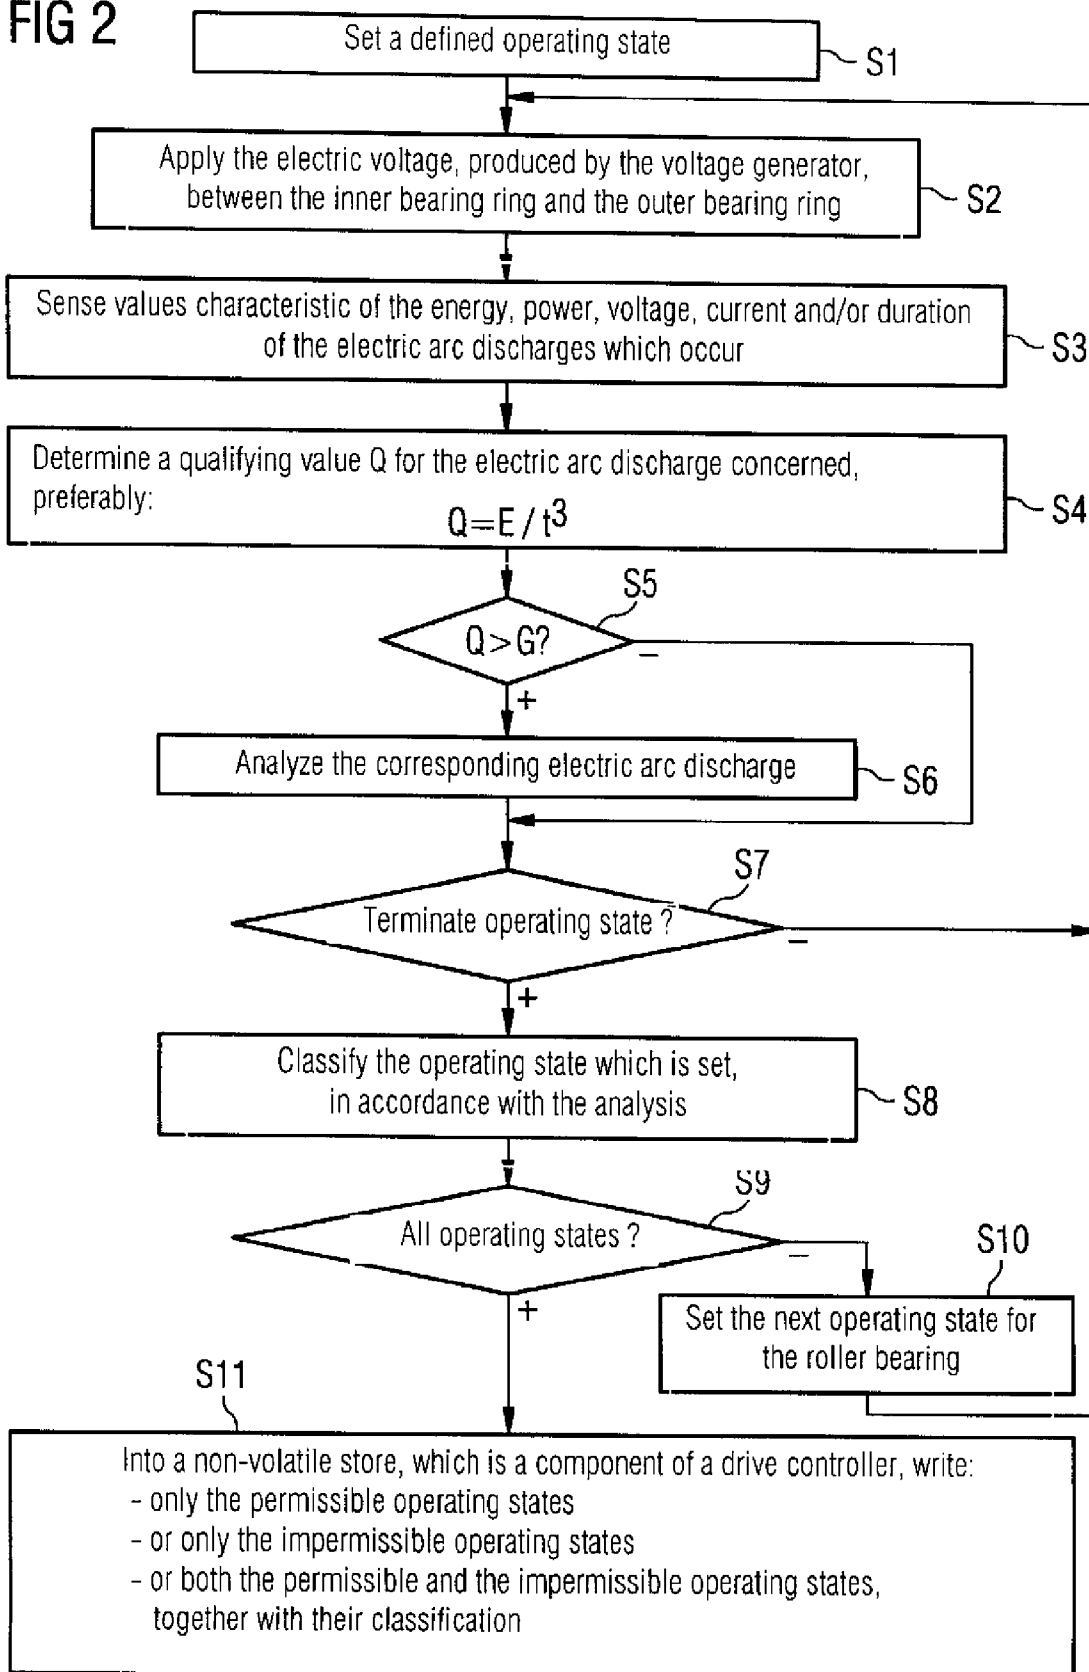 FIG 2
Set a defined operating state
S1
Apply the electric voltage, produced by the voltage generator,
between the inner bearing ring and the outer bearing ring
S2
Sense values characteristic of the energy, power, voltage, current and/or duration
of the electric arc discharges which occur
S3
Determine a qualifying value Q for the electric arc discharge concerned,
preferably:
Q=E/t³
S4
S5
Q>G?
–
+
Analyze the corresponding electric arc discharge
S6
S7
Terminate operating state ?
–
+
Classify the operating state which is set,
in accordance with the analysis
S8
S9
All operating states ?
–
+
S10
Set the next operating state for
the roller bearing
S11
Into a non-volatile store, which is a component of a drive controller, write:
- only the permissible operating states
- or only the impermissible operating states
- or both the permissible and the impermissible operating states,
together with their classification